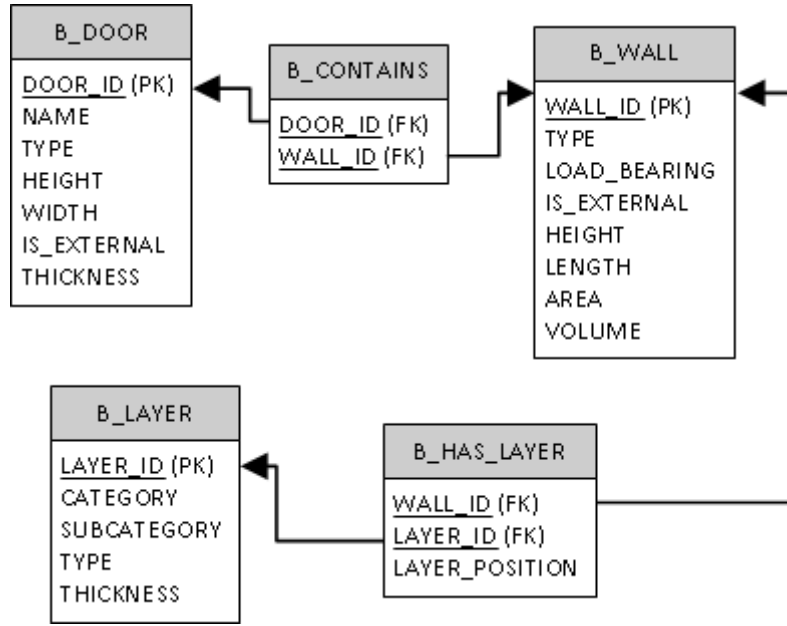 B_DOOR
DOOR_ID (PK)
NAME
TYPE
HEIGHT
WIDTH
IS_EXTERNAL
THICKNESS
B_CONTAINS
DOOR_ID (FK)
WALL_ID (FK)
B_WALL
WALL_ID (PK)
TYPE
LOAD_BEARING
IS_EXTERNAL
HEIGHT
LENGTH
AREA
VOLUME
B_LAYER
LAYER_ID (PK)
CATEGORY
SUBCATEGORY
TYPE
THICKNESS
B_HAS_LAYER
WALL_ID (FK)
LAYER_ID (FK)
LAYER_POSITION